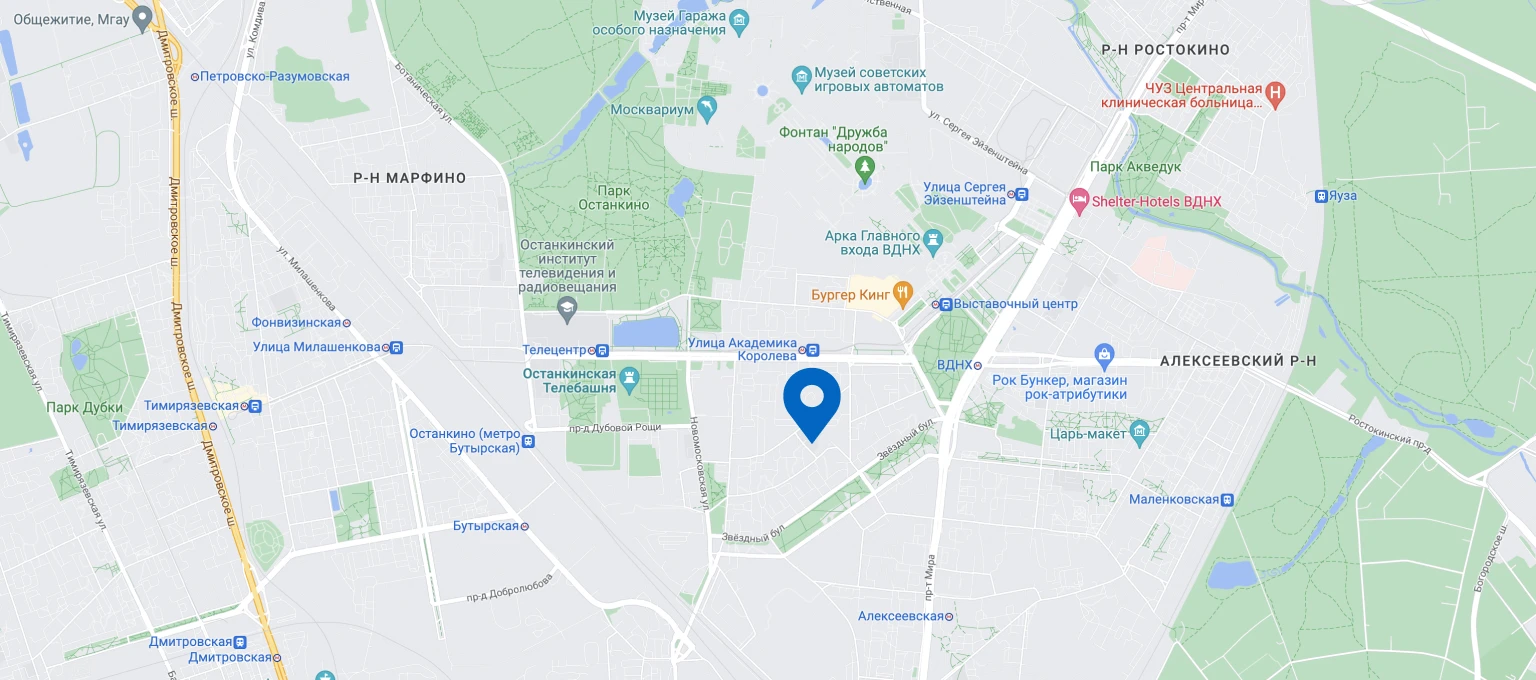 Общежитие, Мгау
Музей Гаража
особого назначения
ул. Комдива
пр-т Мира
Р-Н РОСТОКИНО
Дмитровское ш.
Петровско-Разумовская
Ботаническая ул.
Музей советских
игровых автоматов
ЧУЗ Центральная
клиническая больница...
Москвариум
Фонтан "Дружба
народов"
ул. Сергея Эйзенштейна
Парк Акведук
Р-Н МАРФИНО
Дмитровское ш.
Парк
Останкино
Улица Сергея
Эйзенштейна
Shelter-Hotels ВДНХ
Яуза
Останкинский
институт
телевидения и
радиовещания
Арка Главного
входа ВДНХ
ул. Милашенкова
Бургер Кинг
Выставочный центр
Тимирязевская ул.
Дмитровское ш.
Фонвизинская
Улица Милашенкова
Телецентр
Улица Академика
Королева
ВДНХ
АЛЕКСЕЕВСКИЙ Р-Н
Останкинская
Телебашня
Рок Бункер, магазин
рок-атрибутики
Парк Дубки
Тимирязевская
Тимирязевская
Останкино (метро
Бутырская)
пр-д Дубовой Рощи
Новомосковская ул.
Звёздный бул.
Царь-макет
Ростокинский пр-д
Тимирязевская ул.
Дмитровское ш.
Маленковская
Бутырская
Звёздный бул.
пр-д Добролюбова
пр-т Мира
Богородское ш.
Алексеевская
Дмитровская
Дмитровская